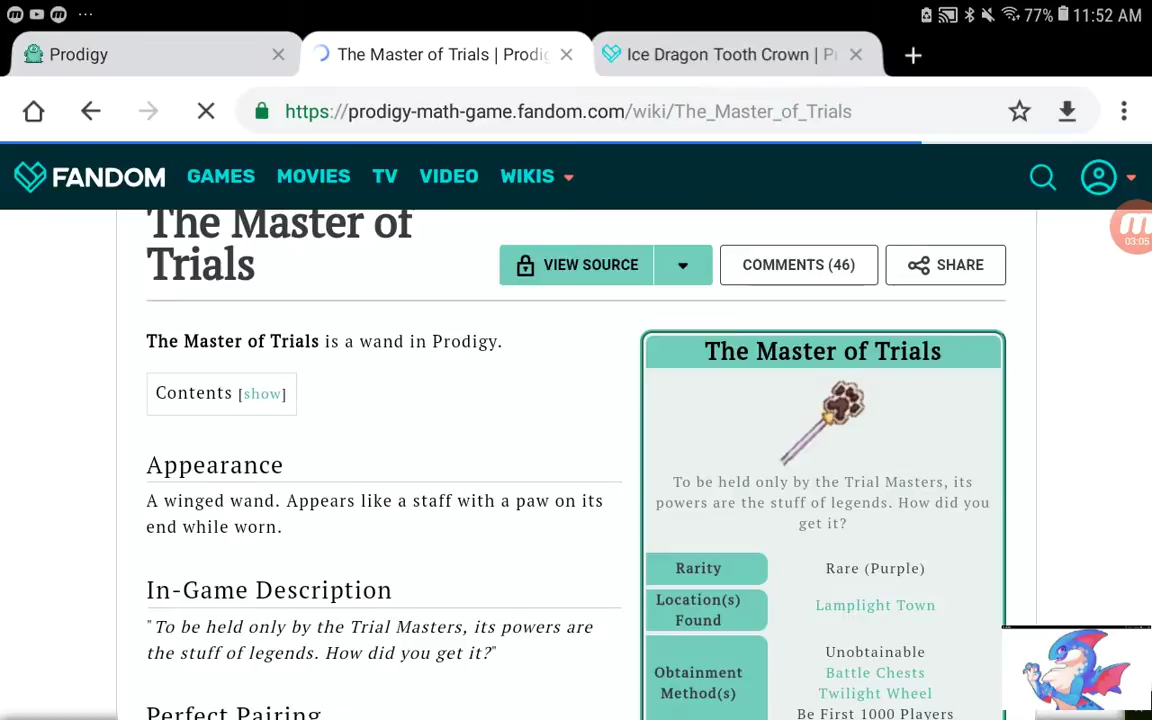 77% 11:52 AM
Prodigy
The Master of Trials | Prodig
Ice Dragon Tooth Crown | P
https://prodigy-math-game.fandom.com/wiki/The_Master_of_Trials
FANDOM GAMES MOVIES TV VIDEO WIKIS
03:05
The Master of
Trials
VIEW SOURCE
COMMENTS (46)
SHARE
The Master of Trials is a wand in Prodigy.
Contents [show]
Appearance
A winged wand. Appears like a staff with a paw on its
end while worn.
In-Game Description
"To be held only by the Trial Masters, its powers are
the stuff of legends. How did you get it?"
Perfect Pairing
The Master of Trials
To be held only by the Trial Masters, its
powers are the stuff of legends. How did you
get it?
Rarity
Rare (Purple)
Location(s)
Found
Lamplight Town
Obtainment
Method(s)
Unobtainable
Battle Chests
Twilight Wheel
Be First 1000 Players